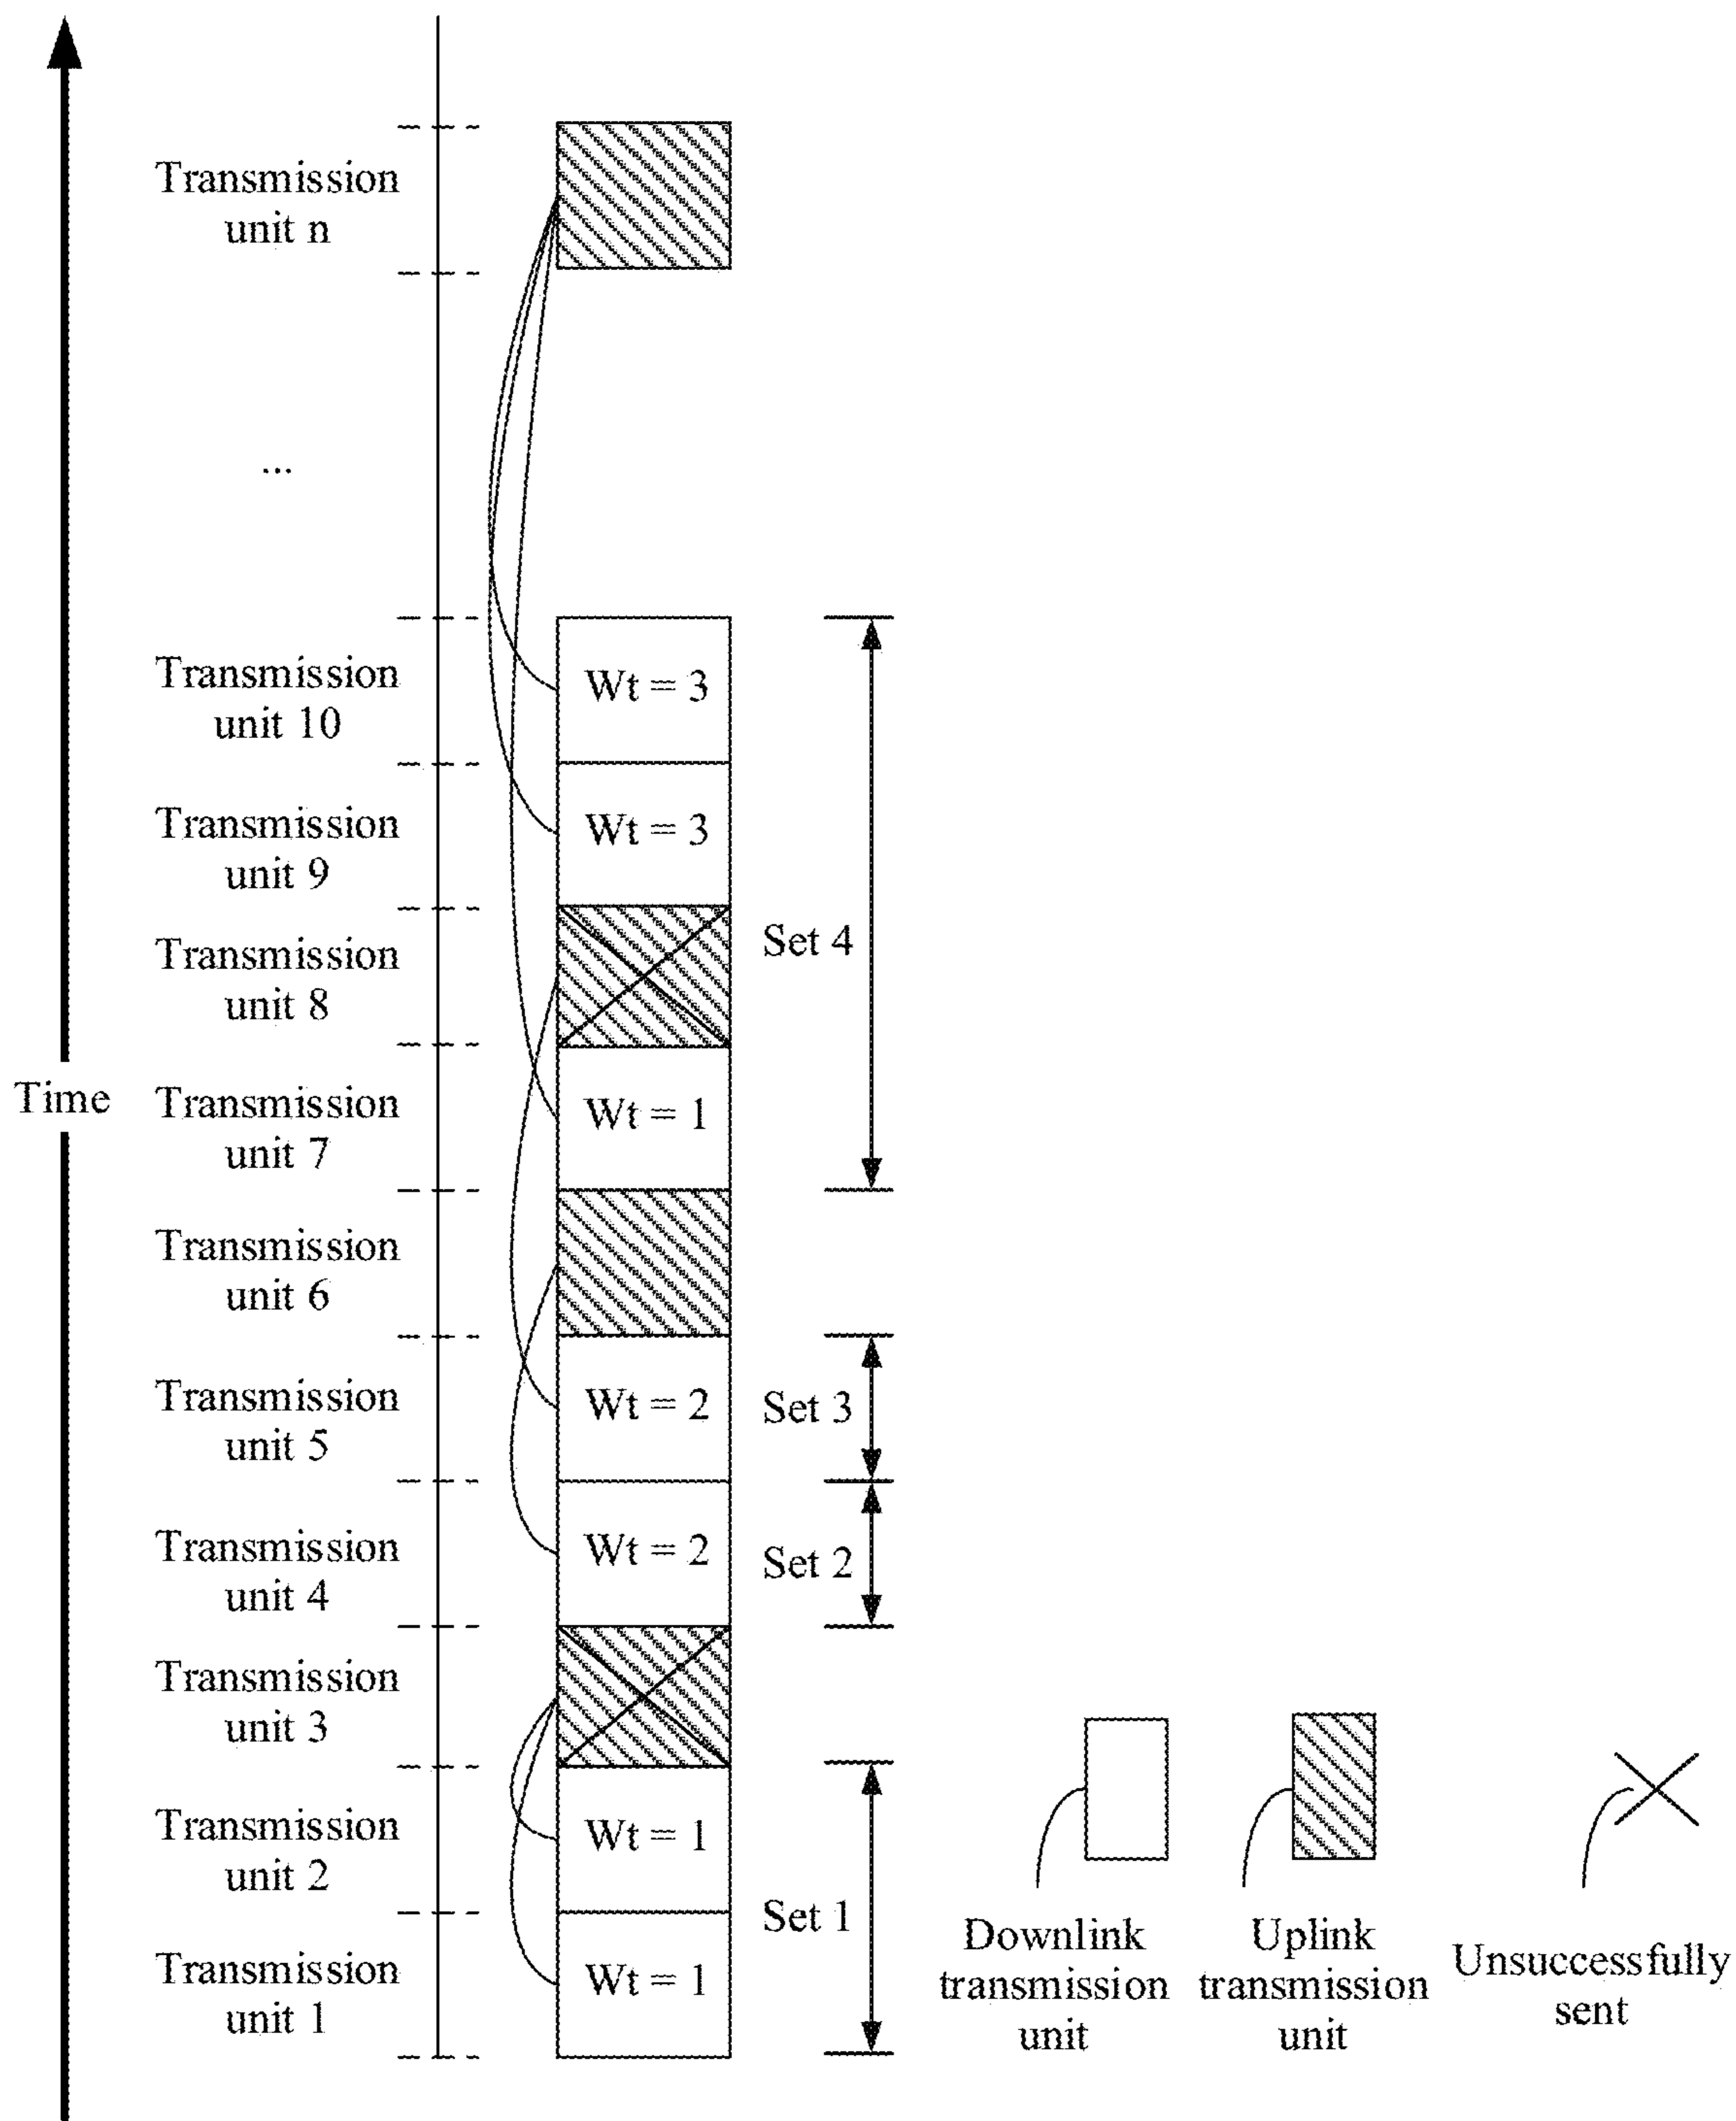 Transmission
unit n
...
Transmission
unit 10
Wt = 3
Transmission
unit 9
Wt = 3
Transmission
unit 8
Set 4
Time
Transmission
unit 7
Wt = 1
Transmission
unit 6
Transmission
unit 5
Wt = 2
Set 3
Transmission
unit 4
Wt = 2
Set 2
Transmission
unit 3
Transmission
unit 2
Wt = 1
Set 1
Transmission
unit 1
Wt = 1
Downlink
transmission
unit
Uplink
transmission
unit
Unsuccessfully
sent